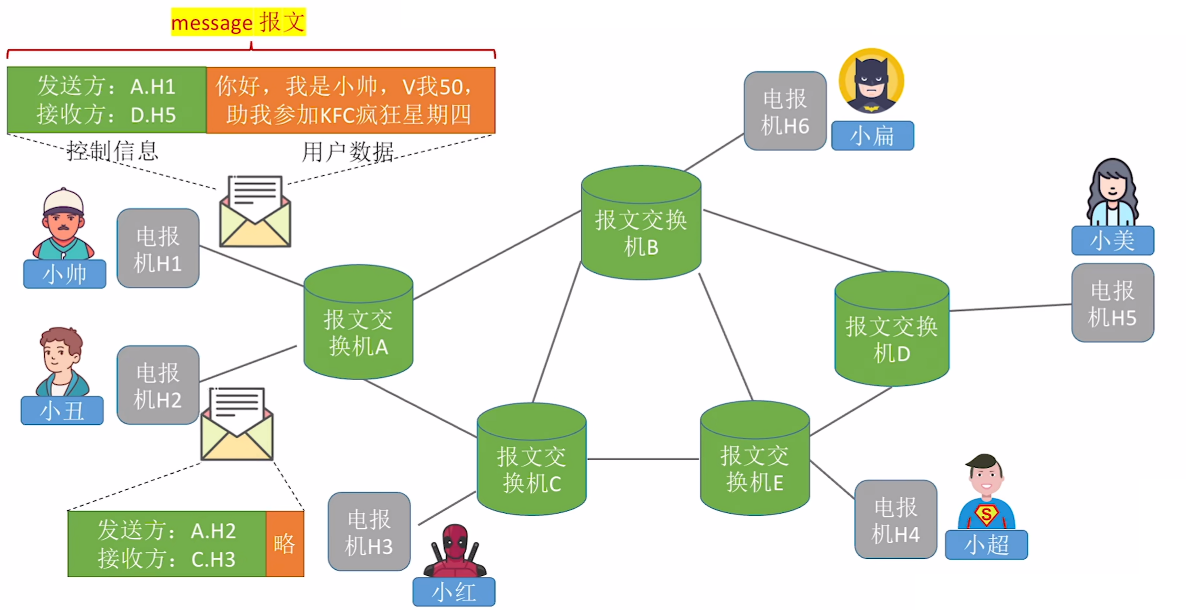 message 报文
发送方：A.H1
接收方：D.H5
你好，我是小帅，V我50，
助我参加KFC疯狂星期四
控制信息
用户数据
电报
机H6
小扁
小美
电报
机H5
报文交换
机B
电报
机H1
小帅
报文交
换机A
报文交换
机D
电报
机H2
小丑
报文交
换机C
报文交
换机E
发送方：A.H2
接收方：C.H3
略
电报
机H3
小红
电报
机H4
小超
S